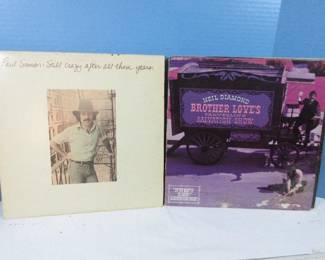 Paul Simon · Still crazy after all these years
NEIL DIAMOND
BROTHER LOVE'S
TRAVELLING
SALVATION SHOW